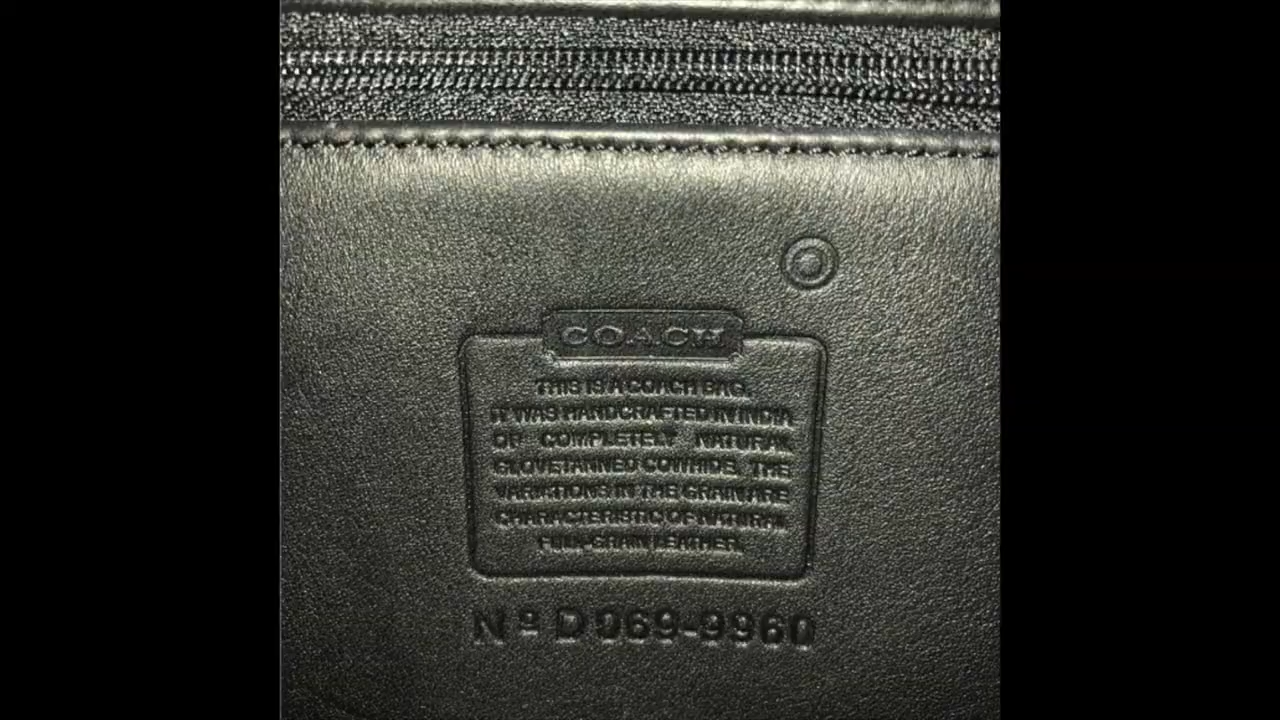 COACH
THIS IS A COACH BAG.
IT WAS HANDCRAFTED IN INDIA
OF COMPLETELY NATURAL
GLOVETANNED COWHIDE. THE
VARIATIONS IN THE GRAIN ARE
CHARACTERISTIC OF NATURAL
FULL-GRAIN LEATHER.
Nº D069-9960